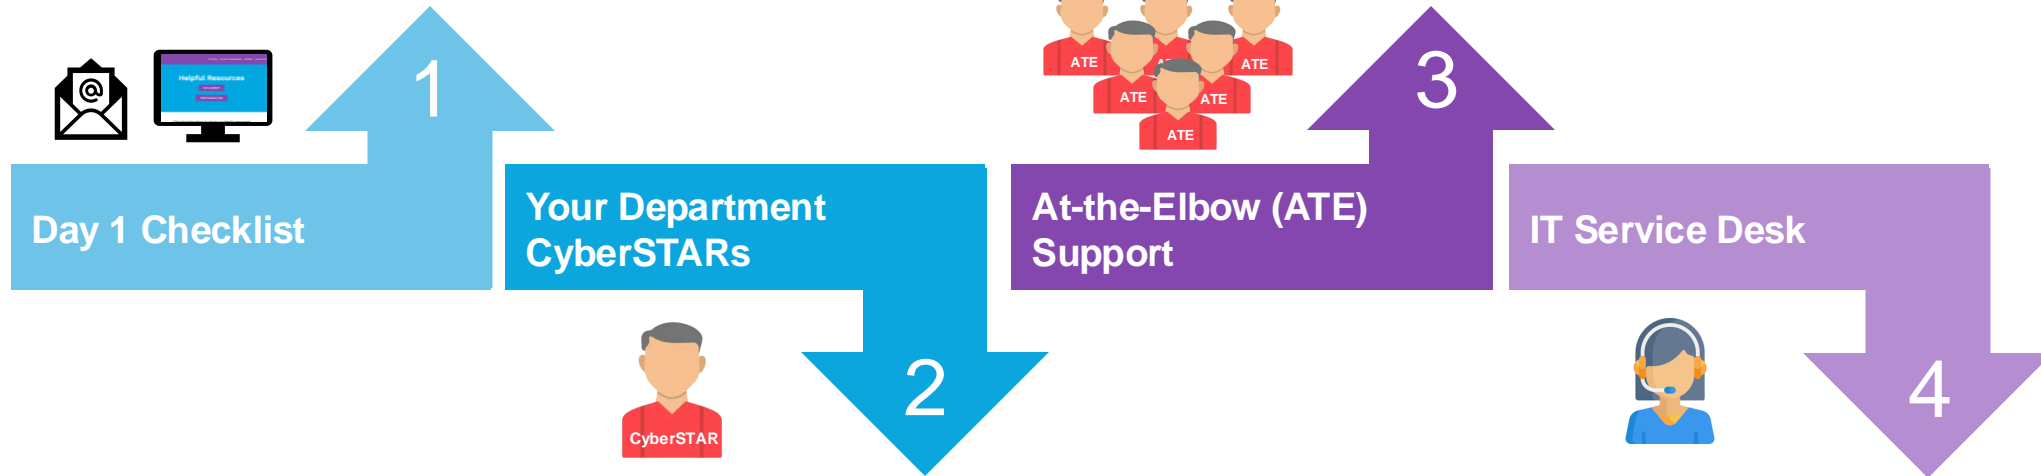 1
Helpful Resources
Day 1 Checklist
2
Your Department
CyberSTARs
CyberSTAR
3
ATE
ATE
ATE
ATE
ATE
At-the-Elbow (ATE)
Support
4
IT Service Desk